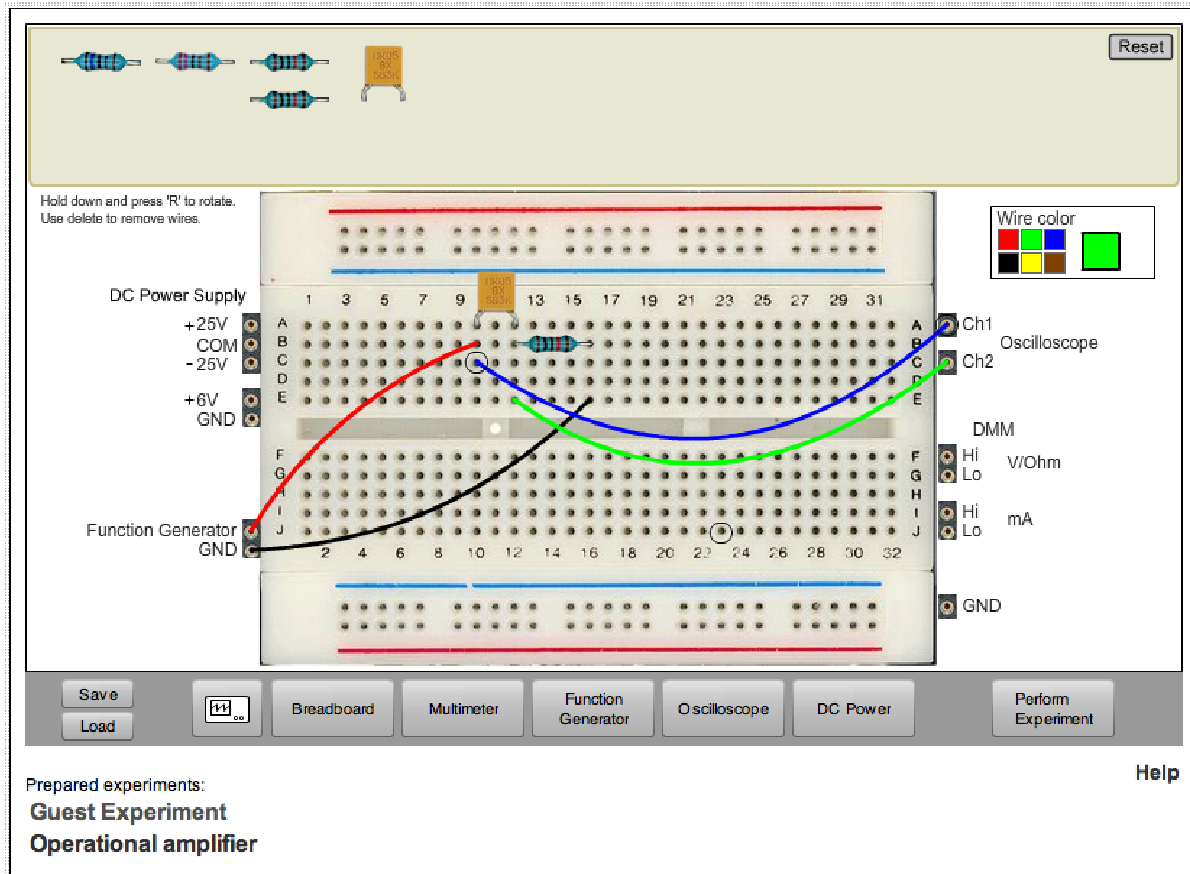 Reset
Hold down and press 'R' to rotate.
Use delete to remove wires.
Wire color
DC Power Supply
+25V
COM
-25V
+6V
GND
1 3 5 7 9 13 15 17 19 21 23 25 27 29 31
A
B
C
D
E
A
B
C
D
E
Ch1
Oscilloscope
Ch2
DMM
Hi
V/Ohm
Lo
Hi
mA
Lo
F
G
H
I
J
F
G
H
I
J
Function Generator
GND
2 4 6 8 10 12 14 16 18 20 24 26 28 30 32
GND
Save
Load
Breadboard
Multimeter
Function
Generator
Oscilloscope
DC Power
Perform
Experiment
Help
Prepared experiments:
Guest Experiment
Operational amplifier